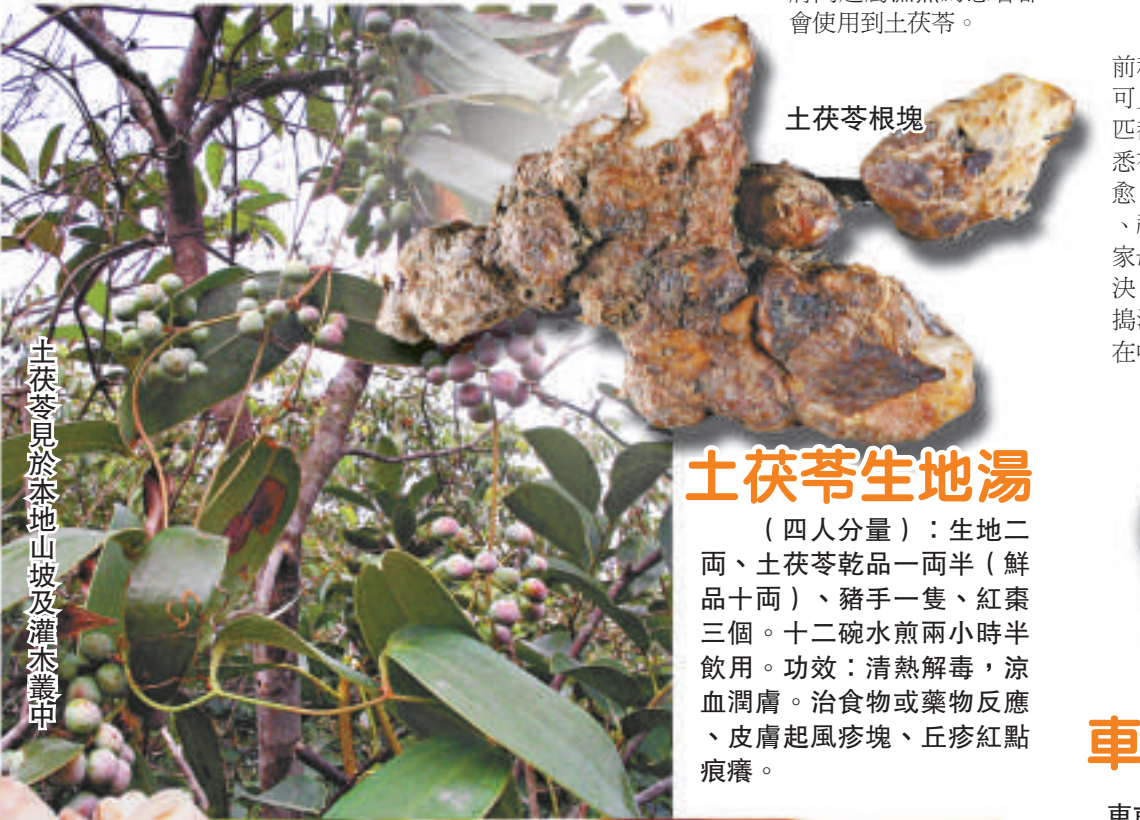 會使用到土茯苓。
土茯苓根塊
土茯苓見於本地山坡及灌木叢中
土茯苓生地湯
（四人分量）：生地二
両、土茯苓乾品一両半（鮮
品十両）、豬手一隻、紅棗
三個。十二碗水煎兩小時半
飲用。功效：清熱解毒，涼
血潤膚。治食物或藥物反應
、皮膚起風疹塊、丘疹紅點
痕癢。
前
可
匹
悉
愈
、
家
決
搗
在
車